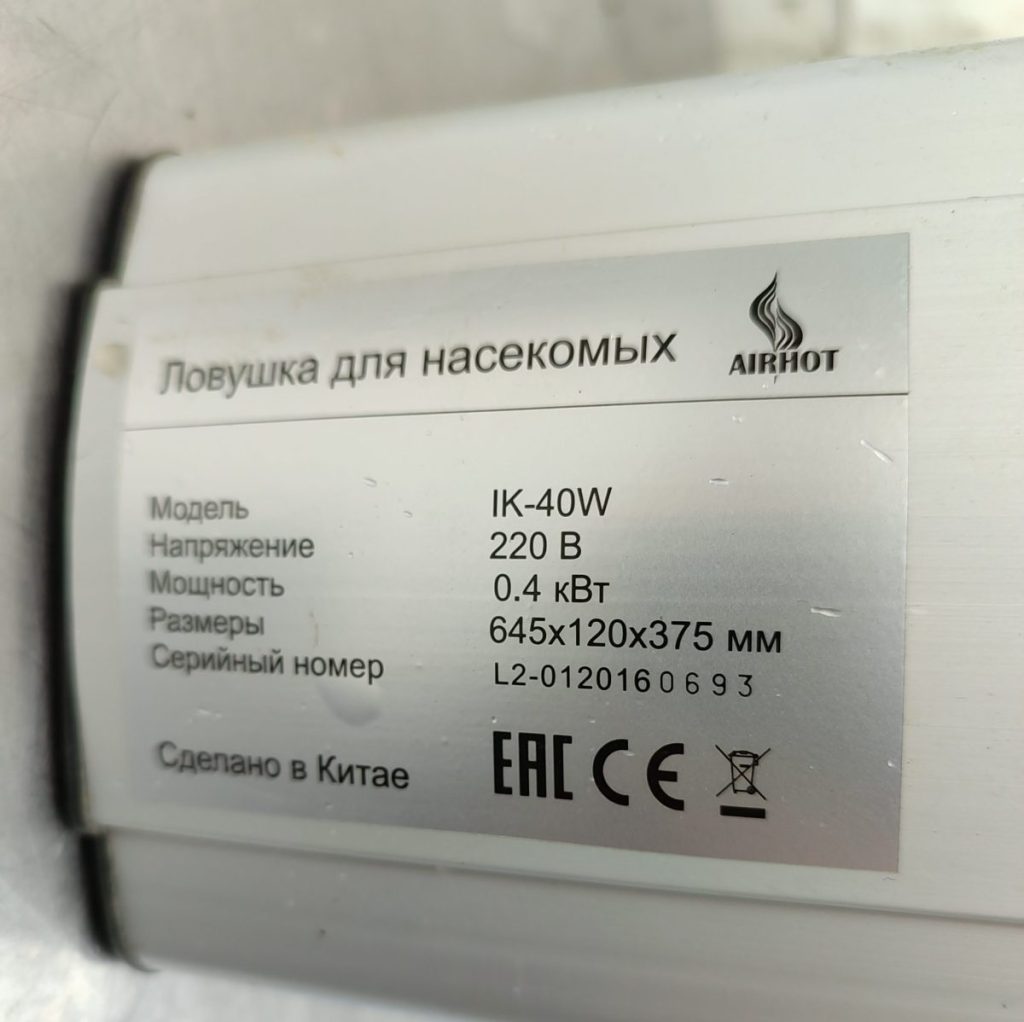 Ловушка для насекомых
AIRHOT
Модель IK-40W
Напряжение 220 В
Мощность 0.4 кВт
Размеры 645х120х375 мм
Серийный номер L2-0120160693
Сделано в Китае EAC CE